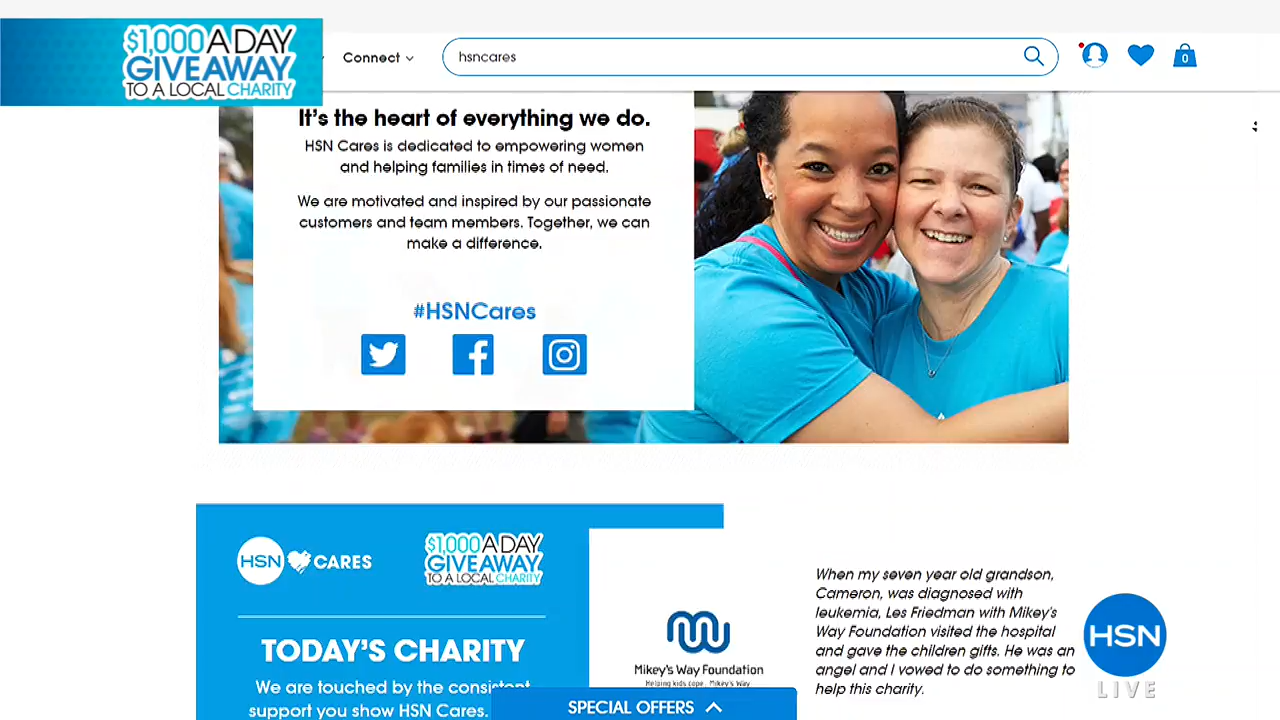 $1,000 A DAY
GIVEAWAY
TO A LOCAL CHARITY
Connect
hsncares
0
It's the heart of everything we do.
HSN Cares is dedicated to empowering women
and helping families in times of need.
We are motivated and inspired by our passionate
customers and team members. Together, we can
make a difference.
#HSNCares
HSN CARES
$1,000 A DAY
GIVEAWAY
TO A LOCAL CHARITY
TODAY'S CHARITY
We are touched by the consistent
support you show HSN Cares.
Mikey's Way Foundation
Helping kids cope. Mikey's Way
When my seven year old grandson,
Cameron, was diagnosed with
leukemia, Les Friedman with Mikey's
Way Foundation visited the hospital
and gave the children gifts. He was an
angel and I vowed to do something to
help this charity.
HSN
LIVE
SPECIAL OFFERS